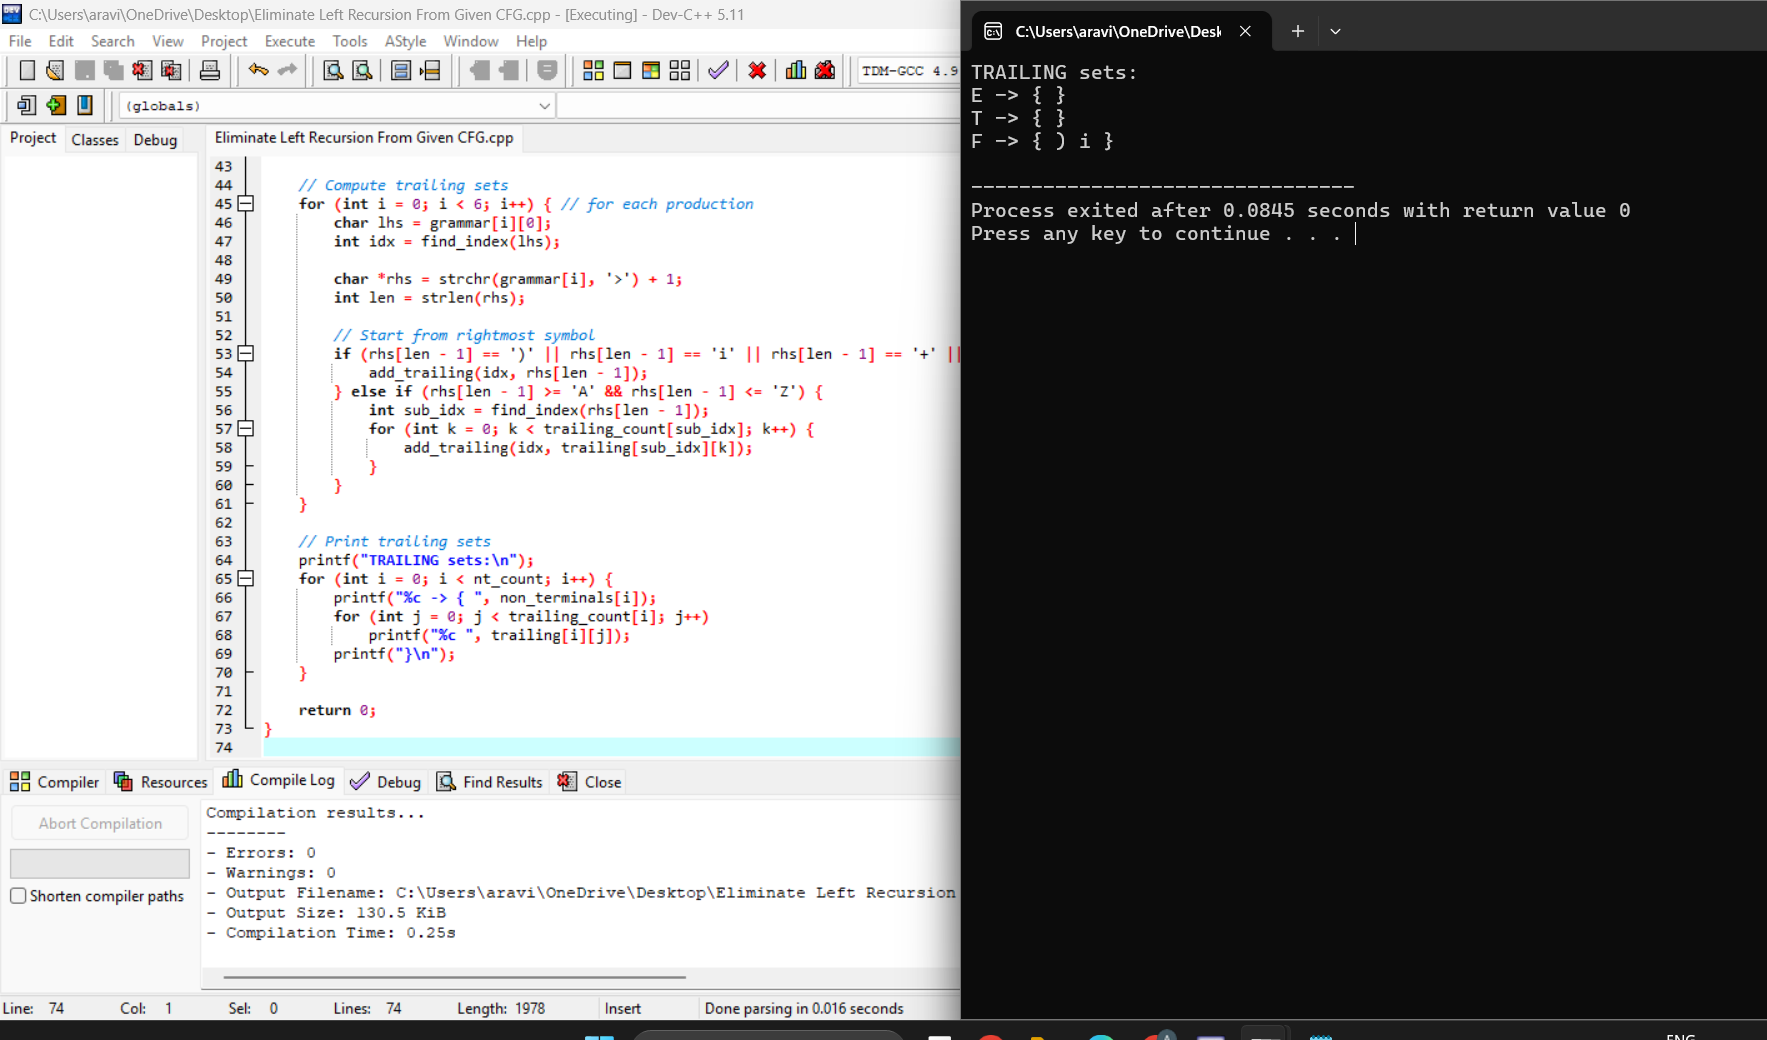 C:\Users\aravi\OneDrive\Desktop\Eliminate Left Recursion From Given CFG.cpp - [Executing] - Dev-C++ 5.11
File Edit Search View Project Execute Tools AStyle Window Help
TDM-GCC 4.9
(globals)
Project Classes Debug
Eliminate Left Recursion From Given CFG.cpp
43
44 // Compute trailing sets
45 for (int i = 0; i < 6; i++) { // for each production
46 char lhs = grammar[i][0];
47 int idx = find_index(lhs);
48
49 char *rhs = strchr(grammar[i], '>') + 1;
50 int len = strlen(rhs);
51
52 // Start from rightmost symbol
53 if (rhs[len - 1] == ')' || rhs[len - 1] == 'i' || rhs[len - 1] == '+' ||
54 add_trailing(idx, rhs[len - 1]);
55 } else if (rhs[len - 1] >= 'A' && rhs[len - 1] <= 'Z') {
56 int sub_idx = find_index(rhs[len - 1]);
57 for (int k = 0; k < trailing_count[sub_idx]; k++) {
58 add_trailing(idx, trailing[sub_idx][k]);
59 }
60 }
61 }
62
63 // Print trailing sets
64 printf("TRAILING sets:\n");
65 for (int i = 0; i < nt_count; i++) {
66 printf("%c -> { ", non_terminals[i]);
67 for (int j = 0; j < trailing_count[i]; j++)
68 printf("%c ", trailing[i][j]);
69 printf("}\n");
70 }
71
72 return 0;
73 }
74
Compiler Resources Compile Log Debug Find Results Close
Abort Compilation
Shorten compiler paths
Compilation results...
--------
- Errors: 0
- Warnings: 0
- Output Filename: C:\Users\aravi\OneDrive\Desktop\Eliminate Left Recursion
- Output Size: 130.5 KiB
- Compilation Time: 0.25s
Line: 74 Col: 1 Sel: 0 Lines: 74 Length: 1978 Insert Done parsing in 0.016 seconds
C:\Users\aravi\OneDrive\Desk
TRAILING sets:
E -> { }
T -> { }
F -> { ) i }
--------------------------------
Process exited after 0.0845 seconds with return value 0
Press any key to continue . . .
ENG